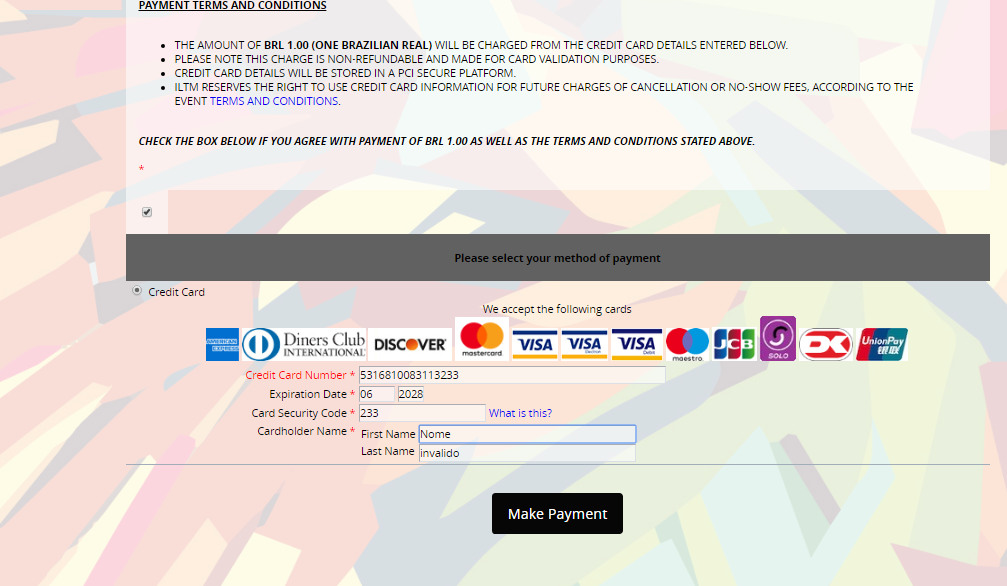 PAYMENT TERMS AND CONDITIONS
THE AMOUNT OF BRL 1.00 (ONE BRAZILIAN REAL) WILL BE CHARGED FROM THE CREDIT CARD DETAILS ENTERED BELOW.
PLEASE NOTE THIS CHARGE IS NON-REFUNDABLE AND MADE FOR CARD VALIDATION PURPOSES.
CREDIT CARD DETAILS WILL BE STORED IN A PCI SECURE PLATFORM.
ILTM RESERVES THE RIGHT TO USE CREDIT CARD INFORMATION FOR FUTURE CHARGES OF CANCELLATION OR NO-SHOW FEES, ACCORDING TO THE
EVENT TERMS AND CONDITIONS.
CHECK THE BOX BELOW IF YOU AGREE WITH PAYMENT OF BRL 1.00 AS WELL AS THE TERMS AND CONDITIONS STATED ABOVE.
*
Please select your method of payment
Credit Card
We accept the following cards
AMERICAN EXPRESS Diners Club INTERNATIONAL DISCOVER mastercard VISA VISA Electron VISA Debit maestro JCB SOLO DK UnionPay 银联
Credit Card Number * 5316810083113233
Expiration Date * 06 2028
Card Security Code * 233 What is this?
Cardholder Name * First Name Nome
Last Name invalido
Make Payment